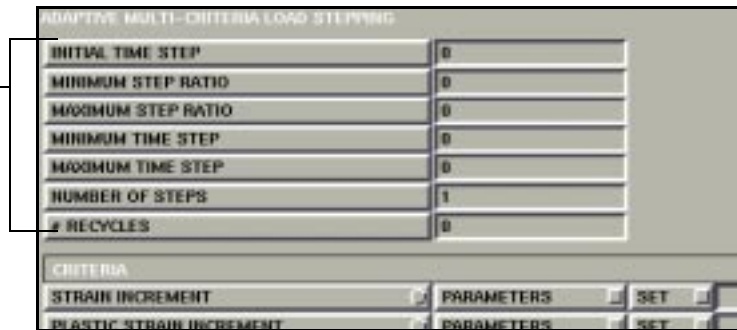 ADAPTIVE MULTI-CRITERIA LOAD STEPPING
INITIAL TIME STEP 0
MINIMUM STEP RATIO 0
MAXIMUM STEP RATIO 0
MINIMUM TIME STEP 0
MAXIMUM TIME STEP 0
NUMBER OF STEPS 1
# RECYCLES 0
CRITERIA
STRAIN INCREMENT PARAMETERS SET
PLASTIC STRAIN INCREMENT PARAMETERS SET